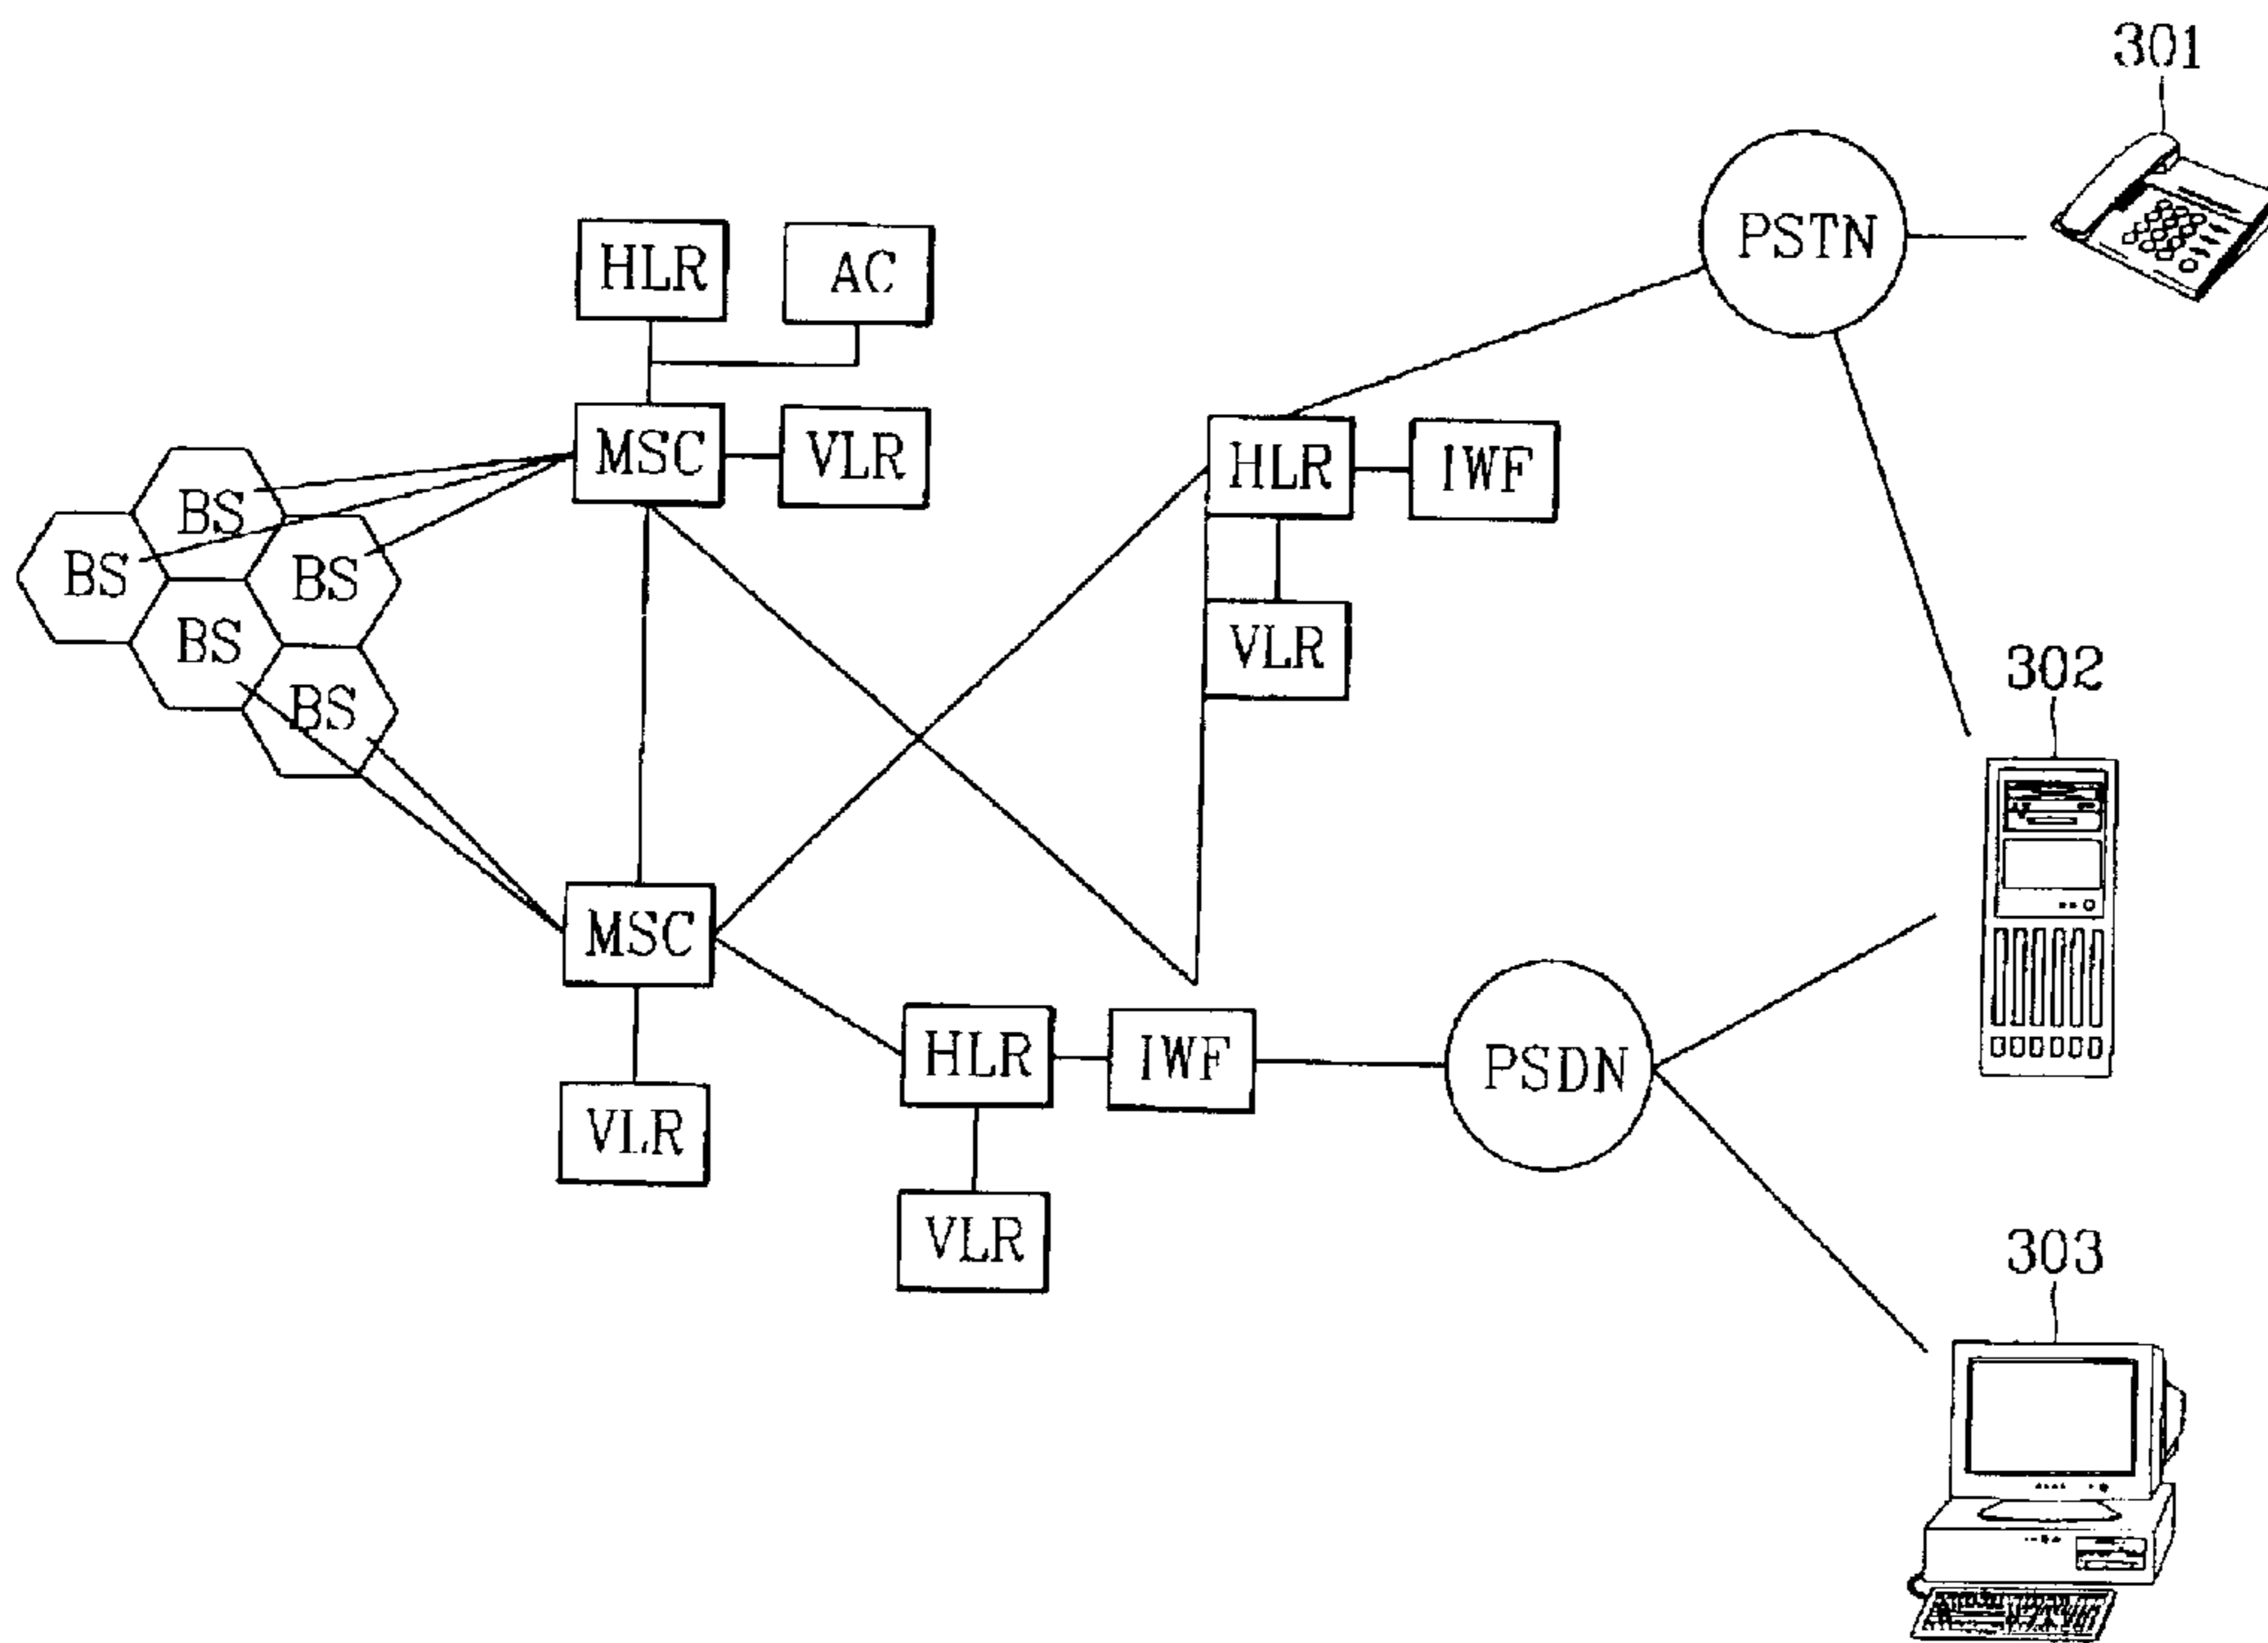 301
PSTN
HLR
AC
MSC
VLR
HLR
IWF
BS
BS
BS
BS
BS
VLR
302
MSC
HLR
IWF
PSDN
VLR
VLR
303